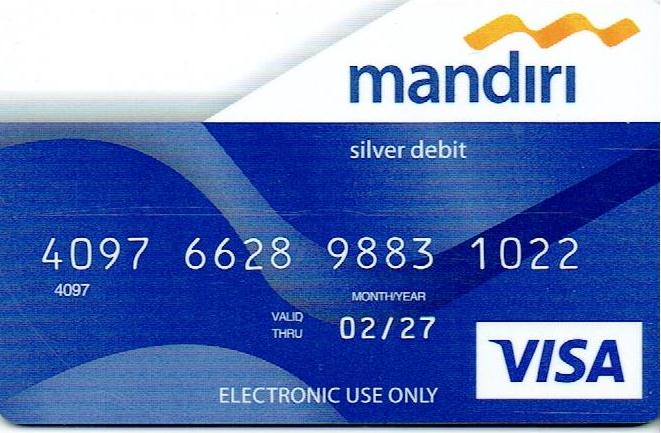 mandiri
silver debit
4097 6628 9883 1022
4097
MONTH/YEAR
VALID THRU 02/27
VISA
ELECTRONIC USE ONLY